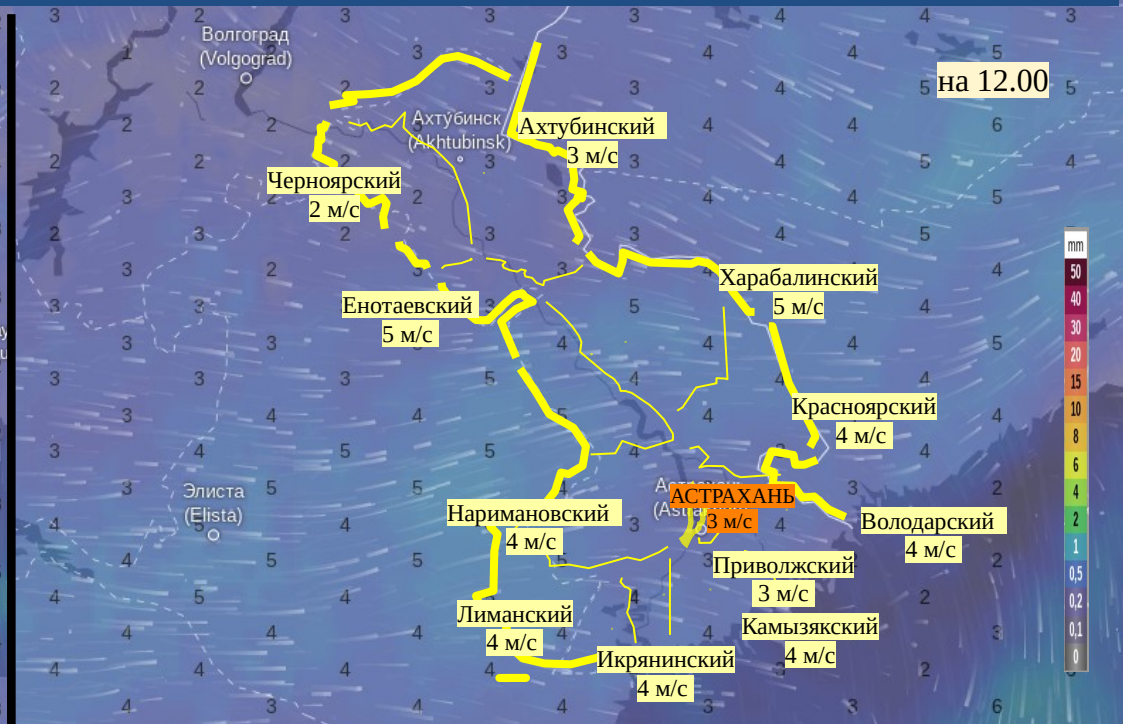 Волгоград
(Volgograd)
на 12.00
Ахтубинск
(Akhtubinsk)
Ахтубинский
3 м/с
Черноярский
2 м/с
Харабалинский
5 м/с
Енотаевский
5 м/с
Красноярский
4 м/с
Элиста
(Elista)
АСТРАХАНЬ
3 м/с
Наримановский
4 м/с
Володарский
4 м/с
Приволжский
3 м/с
Лиманский
4 м/с
Камызякский
4 м/с
Икрянинский
4 м/с
mm
50
40
30
20
15
10
8
6
4
2
1
0,5
0,2
0,1
0